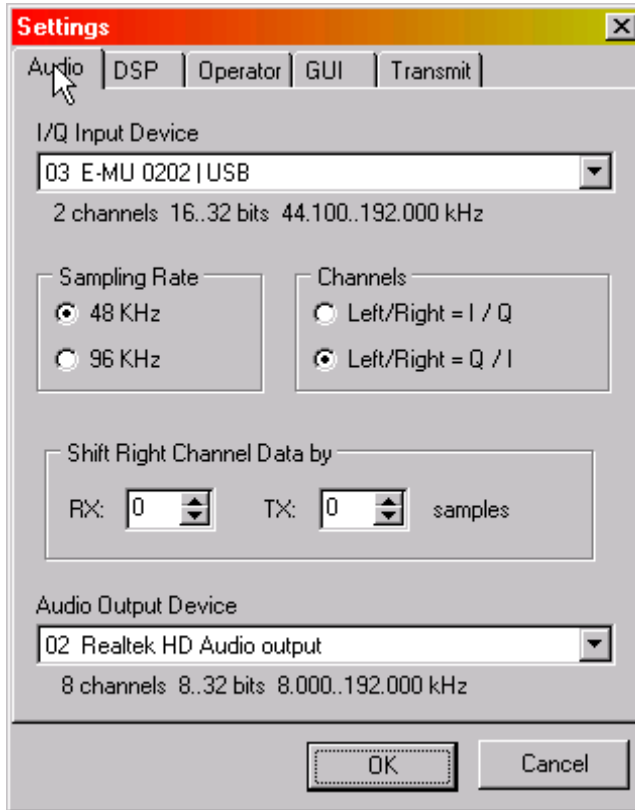 Settings
Audio DSP Operator GUI Transmit
I/Q Input Device
03 E-MU 0202 | USB
2 channels 16..32 bits 44.100..192.000 kHz
Sampling Rate Channels
48 KHz Left/Right = I / Q
96 KHz Left/Right = Q / I
Shift Right Channel Data by
RX: 0 TX: 0 samples
Audio Output Device
02 Realtek HD Audio output
8 channels 8..32 bits 8.000..192.000 kHz
OK Cancel